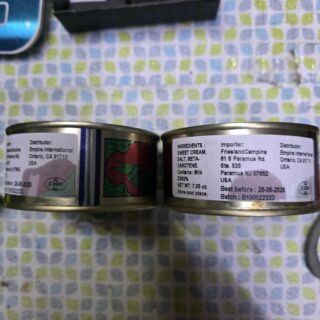 Distributor:
Empire International
Ontario, CA 91710
USA
INGREDIENTS :
SWEET CREAM,
SALT, BETA-
CAROTENE.
Contains: Milk
NET WT: 7.05 oz
Store cool place.
Importer:
FrieslandCampina
61 S Paramus Rd.
Ste. 535
Paramus NJ 07652
USA
Best before : 28-06-2025
Batch : B100022333
Distributor:
Empire International
Ontario, CA
USA